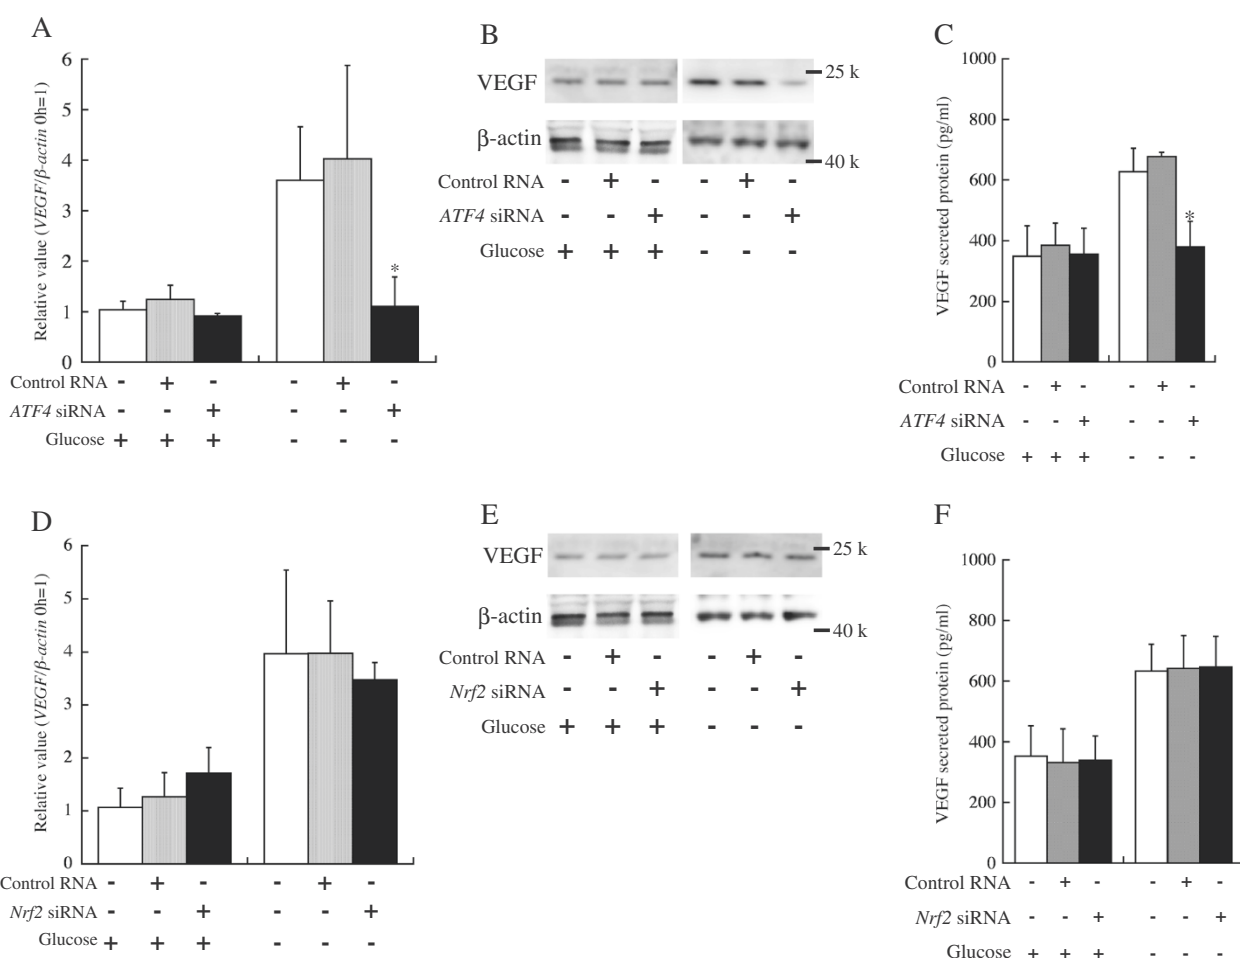 A
Relative value (VEGF/β-actin 0h=1)
6
5
4
3
2
1
0
Control RNA - + - - + -
ATF4 siRNA - - + - - +
Glucose + + + - - -
B
VEGF
25 k
β-actin
40 k
Control RNA - + - - + -
ATF4 siRNA - - + - - +
Glucose + + + - - -
C
VEGF secreted protein (pg/ml)
1000
800
600
400
200
0
*
*
Control RNA - + - - + -
ATF4 siRNA - - + - - +
Glucose + + + - - -
D
Relative value (VEGF/β-actin 0h=1)
6
5
4
3
2
1
0
Control RNA - + - - + -
Nrf2 siRNA - - + - - +
Glucose + + + - - -
E
VEGF
25 k
β-actin
40 k
Control RNA - + - - + -
Nrf2 siRNA - - + - - +
Glucose + + + - - -
F
VEGF secreted protein (pg/ml)
1000
800
600
400
200
0
Control RNA - + - - + -
Nrf2 siRNA - - + - - +
Glucose + + + - - -